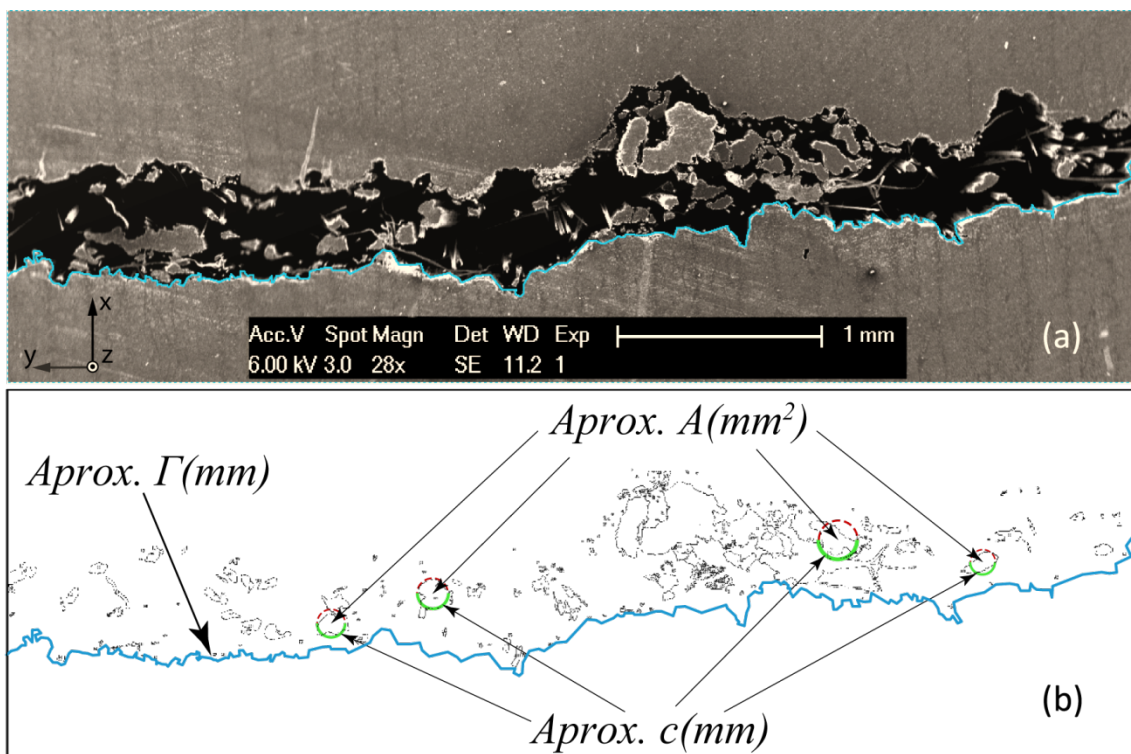 x
y
z
Acc.V Spot Magn Det WD Exp
6.00 kV 3.0 28x SE 11.2 1
1 mm
(a)
Aprox. A(mm²)
Aprox. Γ(mm)
Aprox. c(mm)
(b)